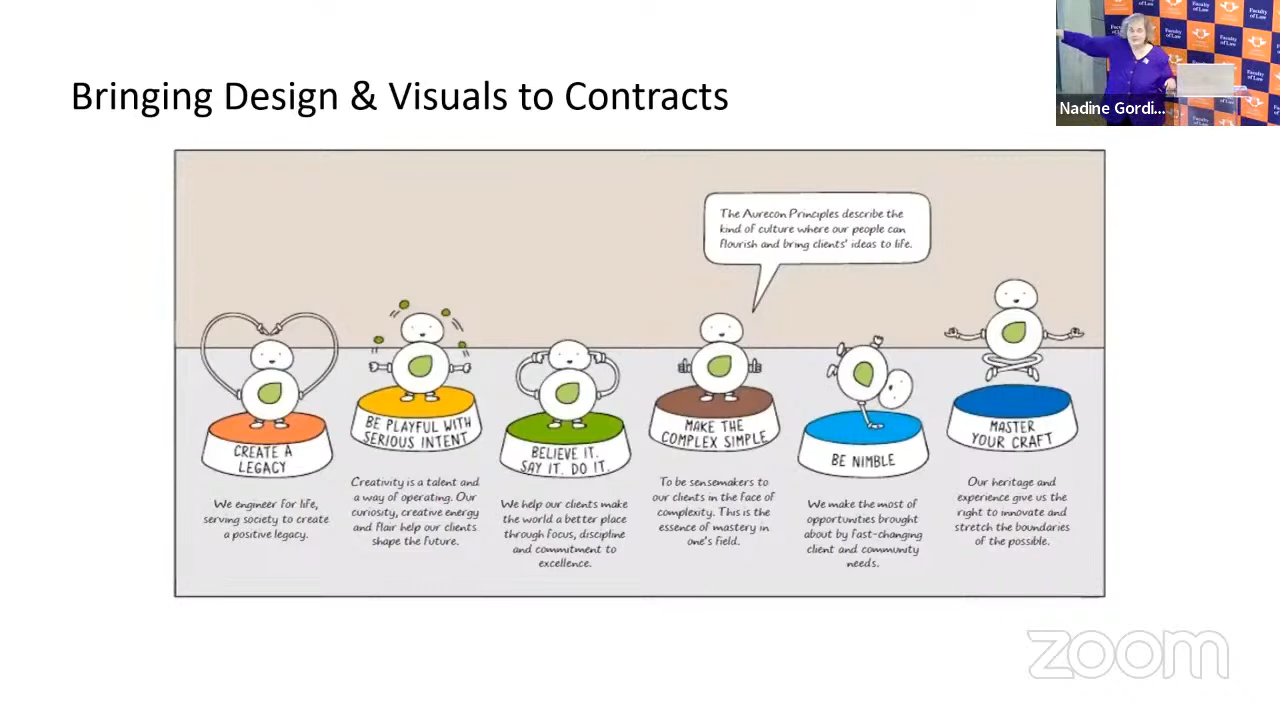 Bringing Design & Visuals to Contracts
Nadine Gordi...
Faculty
of Law
The Aurecon Principles describe the
kind of culture where our people can
flourish and bring clients' ideas to life.
CREATE A
LEGACY
We engineer for life,
serving society to create
a positive legacy.
BE PLAYFUL WITH
SERIOUS INTENT
Creativity is a talent and
a way of operating. Our
curiosity, creative energy
and flair help our clients
shape the future.
BELIEVE IT.
SAY IT. DO IT.
We help our clients make
the world a better place
through focus, discipline
and commitment to
excellence.
MAKE THE
COMPLEX SIMPLE
To be sensemakers to
our clients in the face of
complexity. This is the
essence of mastery in
one's field.
BE NIMBLE
We make the most of
opportunities brought
about by fast-changing
client and community
needs.
MASTER
YOUR CRAFT
Our heritage and
experience give us the
right to innovate and
stretch the boundaries
of the possible.
zoom